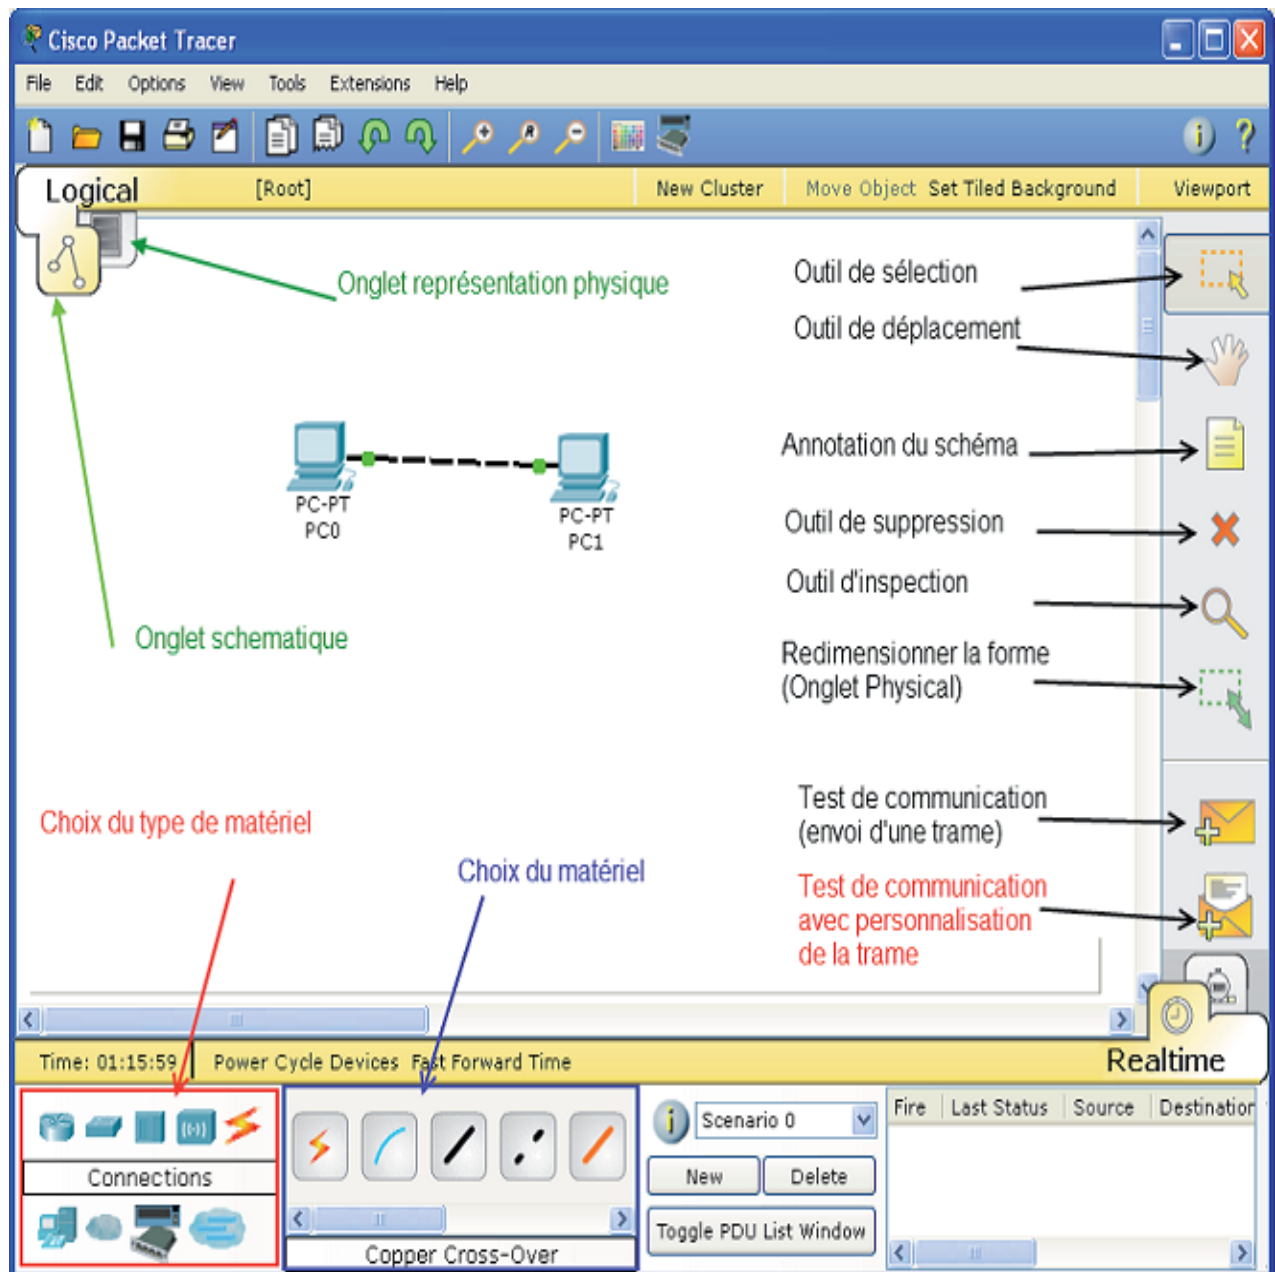 Cisco Packet Tracer
File Edit Options View Tools Extensions Help
Logical [Root] New Cluster Move Object Set Tiled Background Viewport
Onglet représentation physique
Outil de sélection
Outil de déplacement
Annotation du schéma
PC-PT
PC0
PC-PT
PC1
Outil de suppression
Outil d'inspection
Onglet schematique
Redimensionner la forme
(Onglet Physical)
Choix du type de matériel
Choix du matériel
Test de communication
(envoi d'une trame)
Test de communication
avec personnalisation
de la trame
Time: 01:15:59 Power Cycle Devices Fast Forward Time Realtime
Connections
Copper Cross-Over
Scenario 0
New Delete
Toggle PDU List Window
Fire Last Status Source Destination